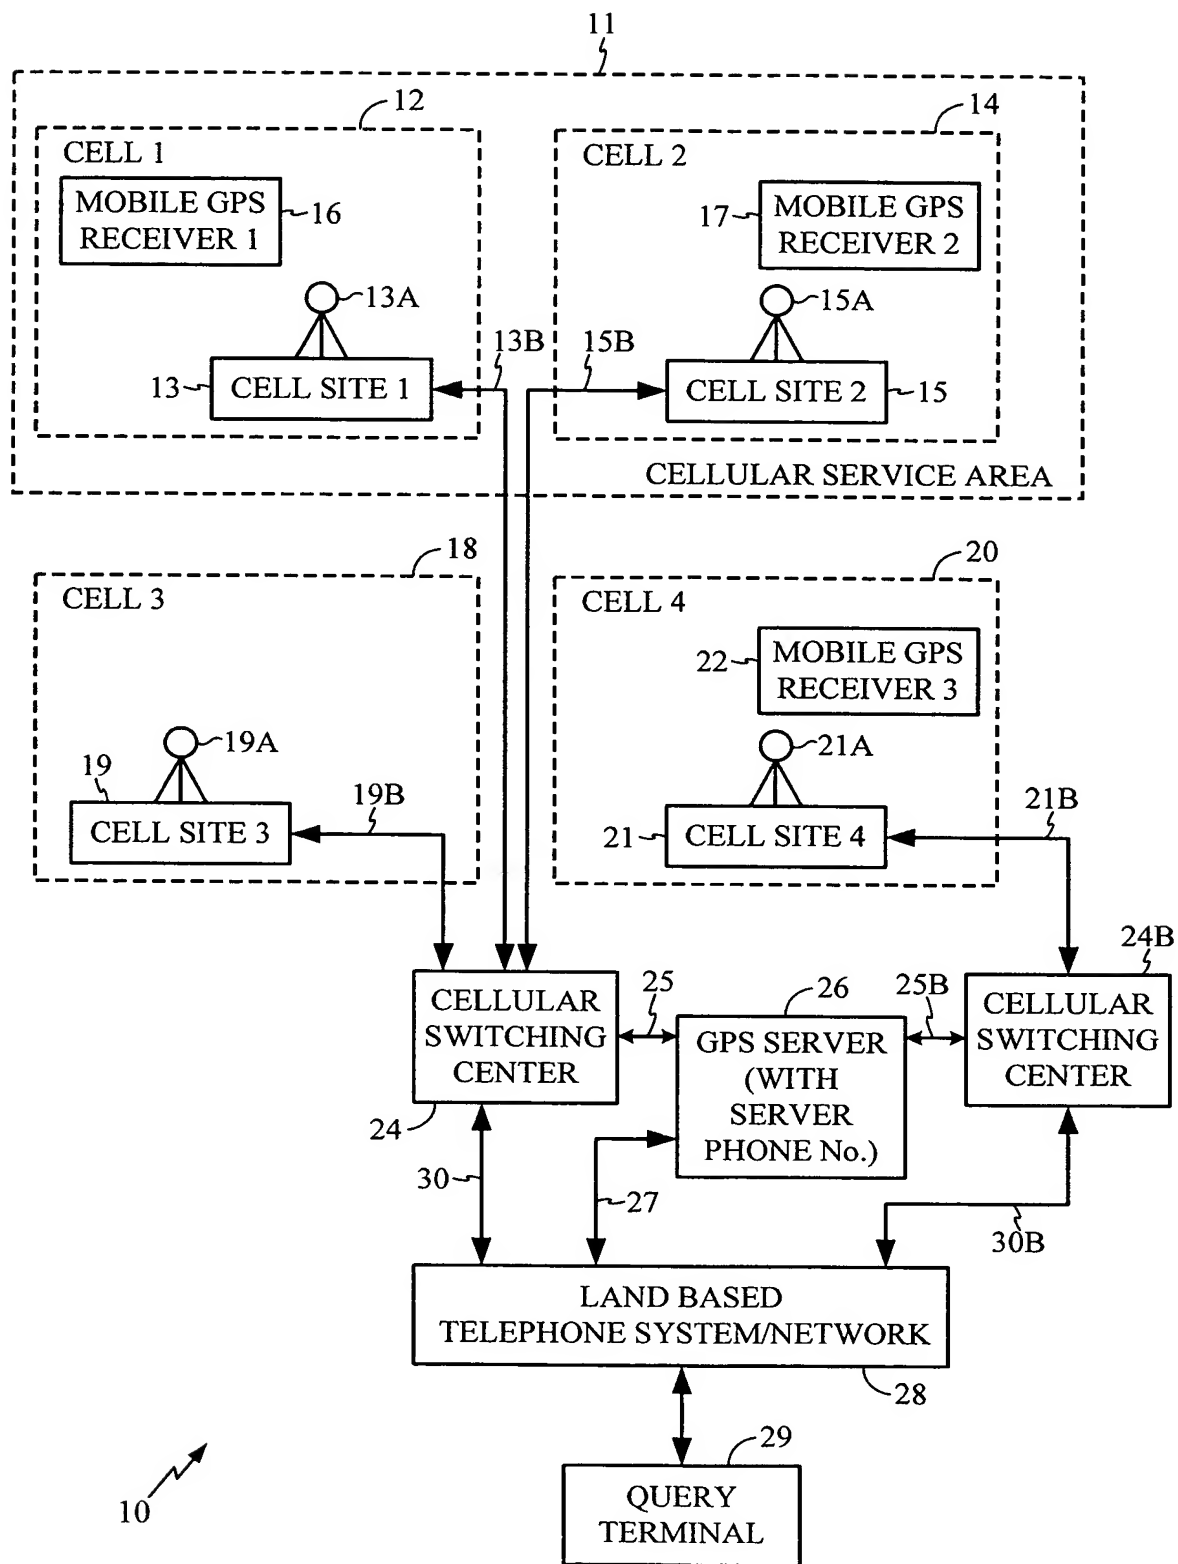 11
12
14
CELL 1
CELL 2
MOBILE GPS
RECEIVER 1
16
17
MOBILE GPS
RECEIVER 2
13A
15A
13B
15B
13
CELL SITE 1
CELL SITE 2
15
CELLULAR SERVICE AREA
18
20
CELL 3
CELL 4
22
MOBILE GPS
RECEIVER 3
19A
21A
19
19B
21B
CELL SITE 3
21
CELL SITE 4
24B
CELLULAR
SWITCHING
CENTER
25
26
25B
GPS SERVER
(WITH
SERVER
PHONE No.)
CELLULAR
SWITCHING
CENTER
24
30
27
30B
LAND BASED
TELEPHONE SYSTEM/NETWORK
28
29
QUERY
TERMINAL
10